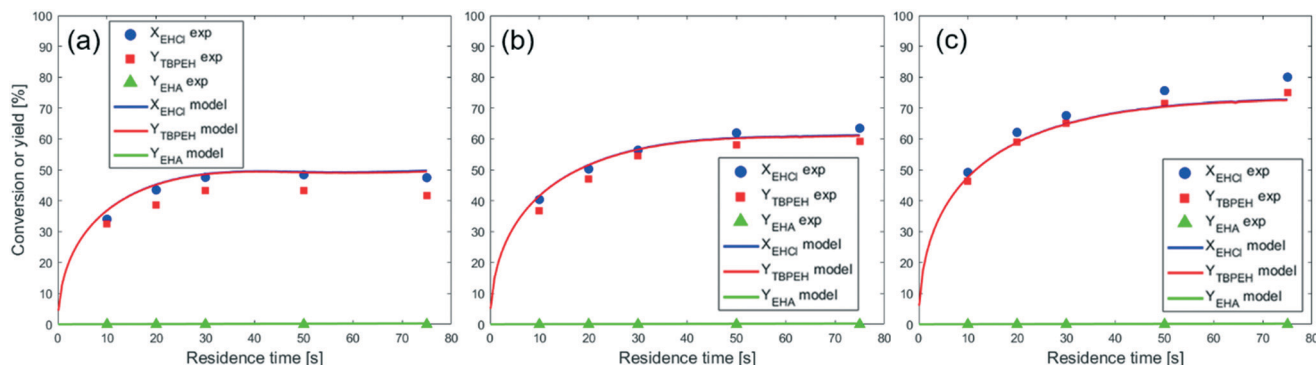 (a)
X_EHCl exp
Y_TBPEH exp
Y_EHA exp
X_EHCl model
Y_TBPEH model
Y_EHA model
Conversion or yield [%]
100
90
80
70
60
50
40
30
20
10
0
0 10 20 30 40 50 60 70 80
Residence time [s]
(b)
100
90
80
70
60
50
40
30
20
10
0
X_EHCl exp
Y_TBPEH exp
Y_EHA exp
X_EHCl model
Y_TBPEH model
Y_EHA model
0 10 20 30 40 50 60 70 80
Residence time [s]
(c)
100
90
80
70
60
50
40
30
20
10
0
X_EHCl exp
Y_TBPEH exp
Y_EHA exp
X_EHCl model
Y_TBPEH model
Y_EHA model
0 10 20 30 40 50 60 70 80
Residence time [s]